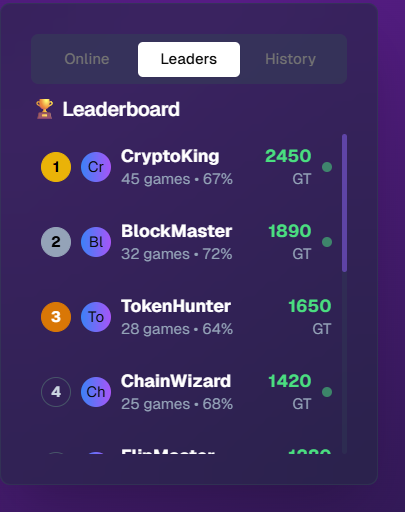 Online Leaders History
🏆 Leaderboard
1 Cr CryptoKing 2450
45 games • 67% GT
2 Bl BlockMaster 1890
32 games • 72% GT
3 To TokenHunter 1650
28 games • 64% GT
4 Ch ChainWizard 1420
25 games • 68% GT